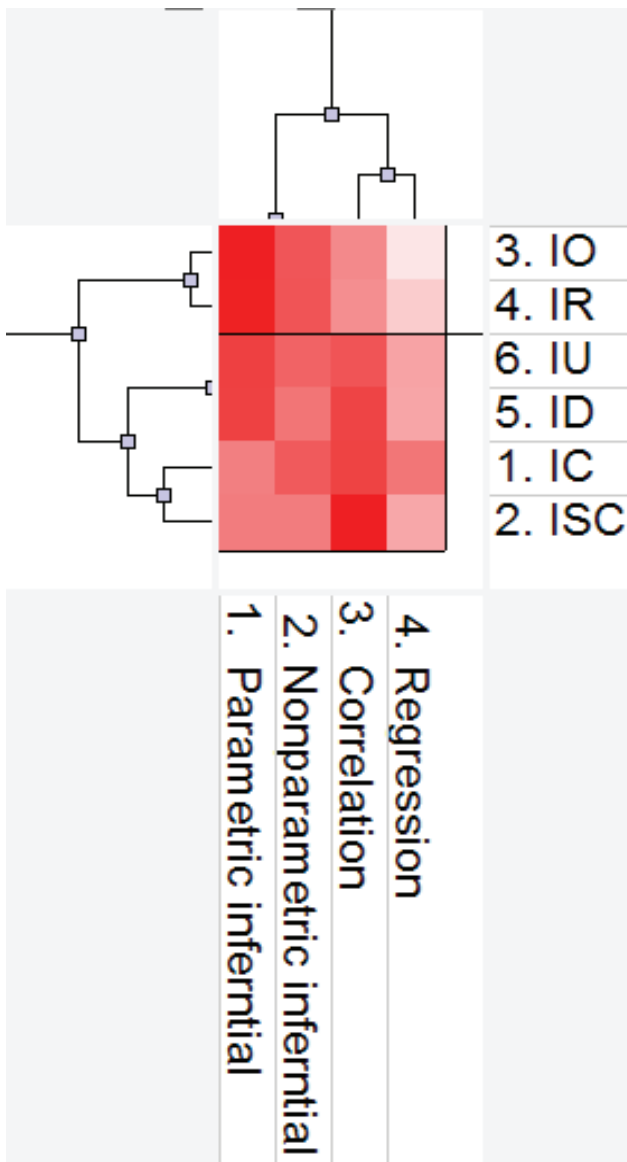 3. IO
4. IR
6. IU
5. ID
1. IC
2. ISC
1. Parametric inferntial
2. Nonparametric inferntial
3. Correlation
4. Regression